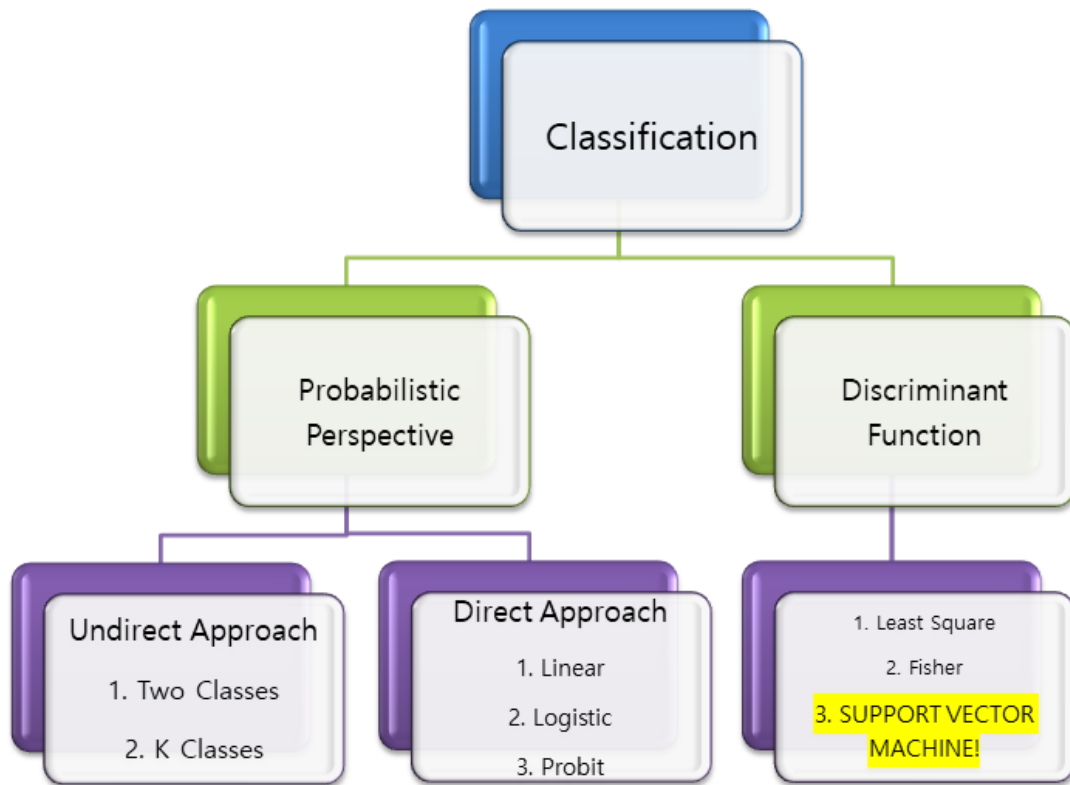 Classification
Probabilistic
Perspective
Discriminant
Function
Undirect Approach
1. Two Classes
2. K Classes
Direct Approach
1. Linear
2. Logistic
3. Probit
1. Least Square
2. Fisher
3. SUPPORT VECTOR
MACHINE!